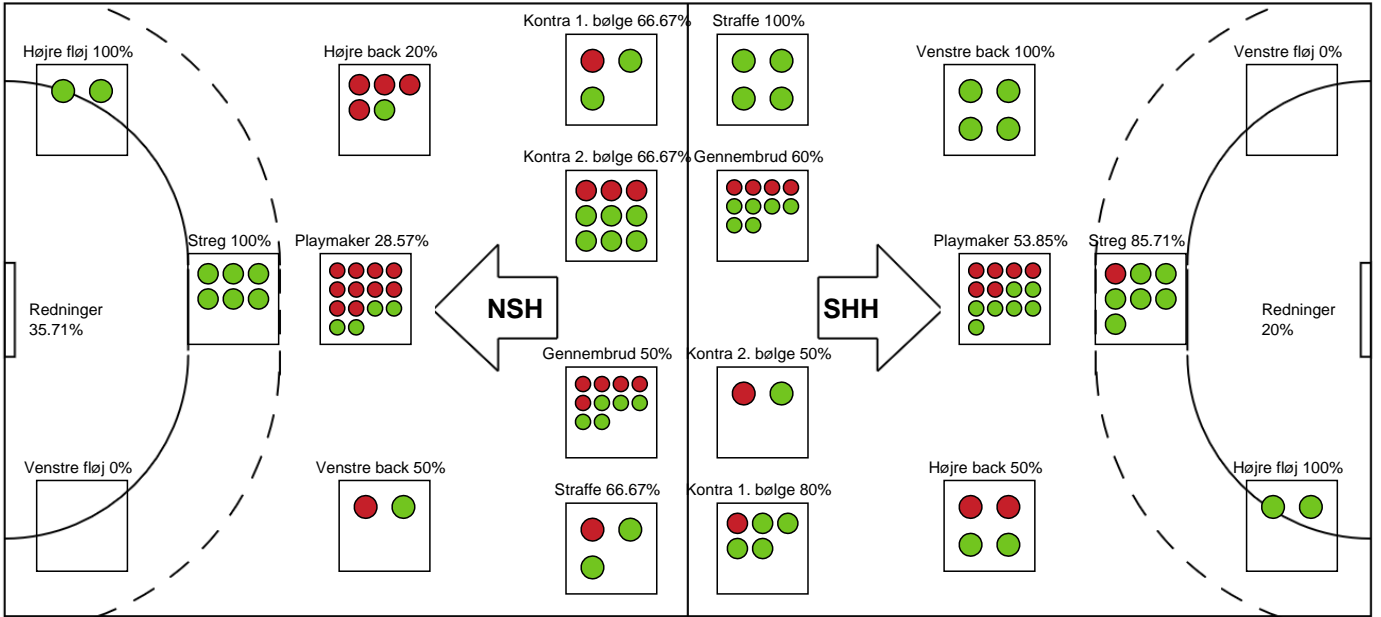 Kontra 1. bølge 66.67%
Straffe 100%
Højre fløj 100%
Højre back 20%
Venstre back 100%
Venstre fløj 0%
Kontra 2. bølge 66.67%
Gennembrud 60%
Streg 100%
Playmaker 28.57%
Playmaker 53.85%
Streg 85.71%
Redninger
35.71%
NSH
SHH
Redninger
20%
Gennembrud 50%
Kontra 2. bølge 50%
Venstre fløj 0%
Venstre back 50%
Højre back 50%
Højre fløj 100%
Straffe 66.67%
Kontra 1. bølge 80%